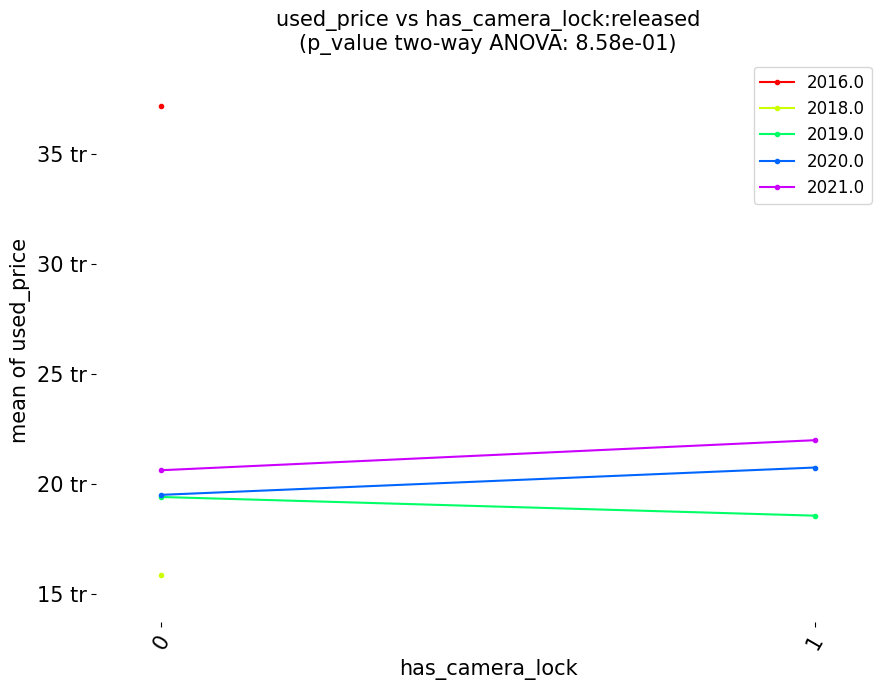 used_price vs has_camera_lock:released
(p_value two-way ANOVA: 8.58e-01)
2016.0
2018.0
2019.0
2020.0
2021.0
mean of used_price
35 tr
30 tr
25 tr
20 tr
15 tr
0
1
has_camera_lock